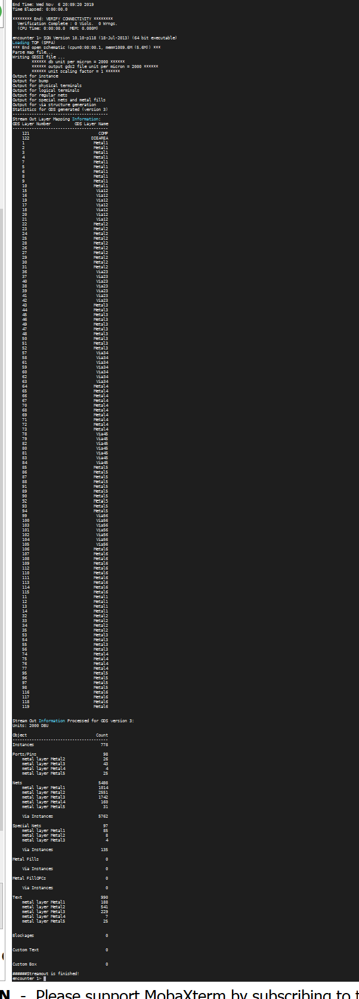 End Time: Wed Nov  6 20:09:20 2019
Time Elapsed: 0:00:00.0
******** End: VERIFY CONNECTIVITY ********
Verification Complete : 0 Viols.  0 Wrngs.
(CPU Time: 0:00:00.0  MEM: 0.000M)
encounter 1> SGN Version 10.10-p118 (18-Jul-2013) (64 bit executable)
Loading TOP (SPPA)
*** End open schematic (cpu=0:00:00.1, mem=1009.6M (5.6M)) ***
Parse map file...
Writing GDSII file ...
****** db unit per micron = 2000 ******
****** output gds2 file unit per micron = 2000 ******
****** unit scaling factor = 1 ******
Output for instance
Output for bump
Output for physical terminals
Output for logical terminals
Output for regular nets
Output for special nets and metal fills
Output for via structure generation
Statistics for GDS generated (version 3)
----------------------------------------
Stream Out Layer Mapping Information:
GDS Layer Number          GDS Layer Name
----------------------------------------
121 COMP
122 DIEAREA
1 Metal1
2 Metal1
3 Metal1
4 Metal1
7 Metal1
5 Metal1
6 Metal1
8 Metal1
9 Metal1
10 Metal1
15 Via12
16 Via12
19 Via12
17 Via12
18 Via12
20 Via12
21 Via12
22 Metal2
23 Metal2
24 Metal2
25 Metal2
28 Metal2
26 Metal2
27 Metal2
29 Metal2
30 Metal2
31 Metal2
36 Via23
37 Via23
40 Via23
38 Via23
39 Via23
41 Via23
42 Via23
43 Metal3
44 Metal3
45 Metal3
46 Metal3
49 Metal3
47 Metal3
48 Metal3
50 Metal3
51 Metal3
52 Metal3
57 Via34
58 Via34
61 Via34
59 Via34
60 Via34
62 Via34
63 Via34
64 Metal4
65 Metal4
66 Metal4
67 Metal4
70 Metal4
68 Metal4
69 Metal4
71 Metal4
72 Metal4
73 Metal4
78 Via45
79 Via45
82 Via45
80 Via45
81 Via45
83 Via45
84 Via45
85 Metal5
86 Metal5
87 Metal5
88 Metal5
91 Metal5
89 Metal5
90 Metal5
92 Metal5
93 Metal5
94 Metal5
99 Via56
100 Via56
103 Via56
101 Via56
102 Via56
104 Via56
105 Via56
106 Metal6
107 Metal6
108 Metal6
109 Metal6
112 Metal6
110 Metal6
111 Metal6
113 Metal6
114 Metal6
115 Metal6
11 Metal1
12 Metal1
13 Metal1
14 Metal1
32 Metal2
33 Metal2
34 Metal2
35 Metal2
53 Metal3
54 Metal3
55 Metal3
56 Metal3
74 Metal4
75 Metal4
76 Metal4
77 Metal4
95 Metal5
96 Metal5
97 Metal5
98 Metal5
116 Metal6
117 Metal6
118 Metal6
119 Metal6
Stream Out Information Processed for GDS version 3:
Units: 2000 DBU
Object Count
----------------------------------------
Instances 778
Ports/Pins 98
metal layer Metal2 26
metal layer Metal3 43
metal layer Metal4 4
metal layer Metal5 25
Nets 5498
metal layer Metal1 1014
metal layer Metal2 2551
metal layer Metal3 1742
metal layer Metal4 160
metal layer Metal5 31
Via Instances 5762
Special Nets 97
metal layer Metal1 85
metal layer Metal2 8
metal layer Metal3 4
Via Instances 135
Metal Fills 0
Via Instances 0
Metal FillOPCs 0
Via Instances 0
Text 990
metal layer Metal1 188
metal layer Metal2 541
metal layer Metal3 229
metal layer Metal4 7
metal layer Metal5 25
Blockages 0
Custom Text 0
Custom Box 0
######Streamout is finished!
encounter 1>
N - Please support MobaXterm by subscribing to